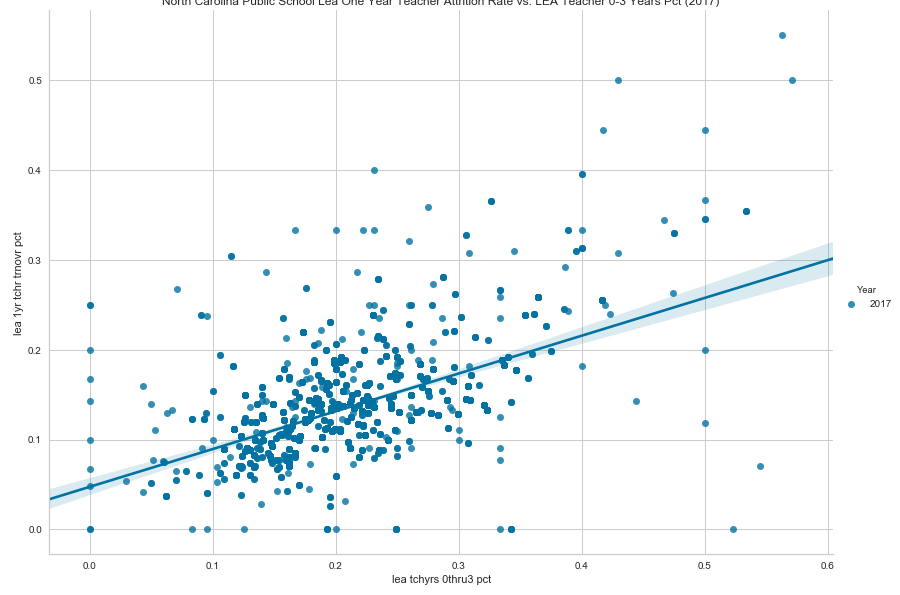 North Carolina Public School Lea One Year Teacher Attrition Rate vs. LEA Teacher 0-3 Years Pct (2017)
0.5
0.4
0.3
0.2
0.1
0.0
lea 1yr tchr trnovr pct
0.0 0.1 0.2 0.3 0.4 0.5 0.6
lea tchyrs 0thru3 pct
Year
2017